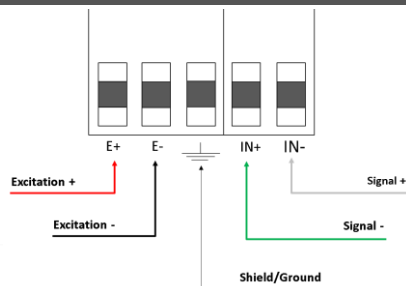 E+ E- IN+ IN-
Excitation + Signal +
Excitation - Signal -
Shield/Ground